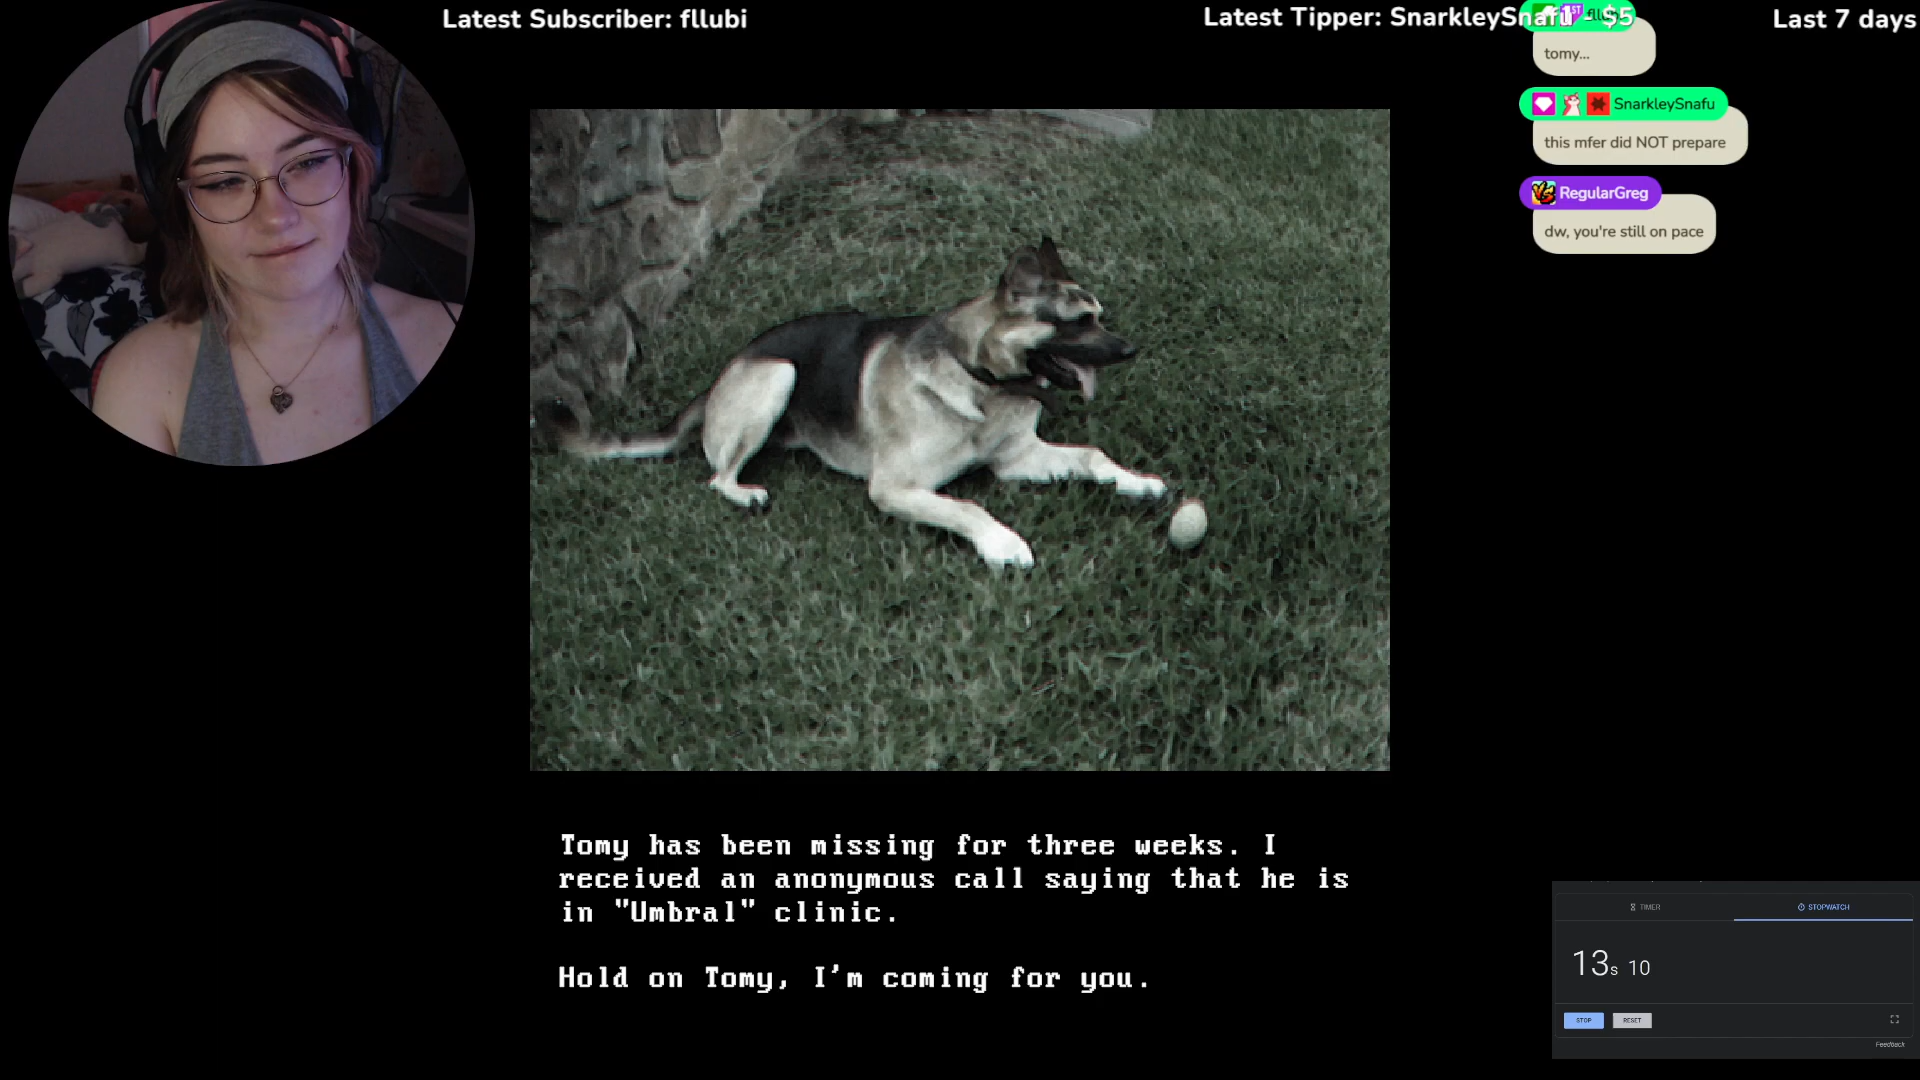 Latest Subscriber: fllubi
Latest Tipper: SnarkleySnafu - $5
Last 7 days
tomy...
SnarkleySnafu
this mfer did NOT prepare
RegularGreg
dw, you're still on pace
Tomy has been missing for three weeks. I
received an anonymous call saying that he is
in "Umbral" clinic.
Hold on Tomy, I'm coming for you.
TIMER
STOPWATCH
13s 10
STOP
RESET
Feedback